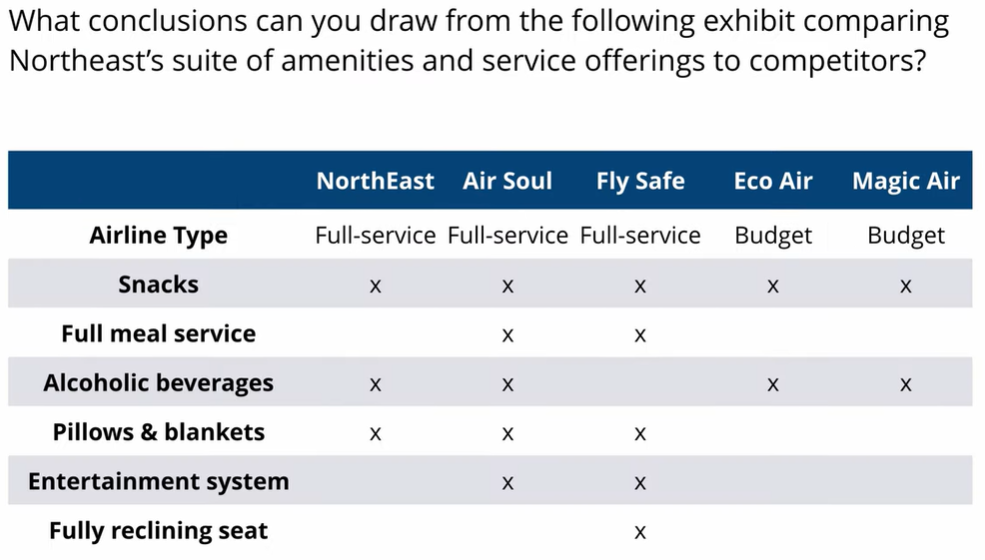 What conclusions can you draw from the following exhibit comparing
Northeast's suite of amenities and service offerings to competitors?
NorthEast Air Soul Fly Safe Eco Air Magic Air
Airline Type Full-service Full-service Full-service Budget Budget
Snacks x x x x x
Full meal service x x
Alcoholic beverages x x x x
Pillows & blankets x x x
Entertainment system x x
Fully reclining seat x